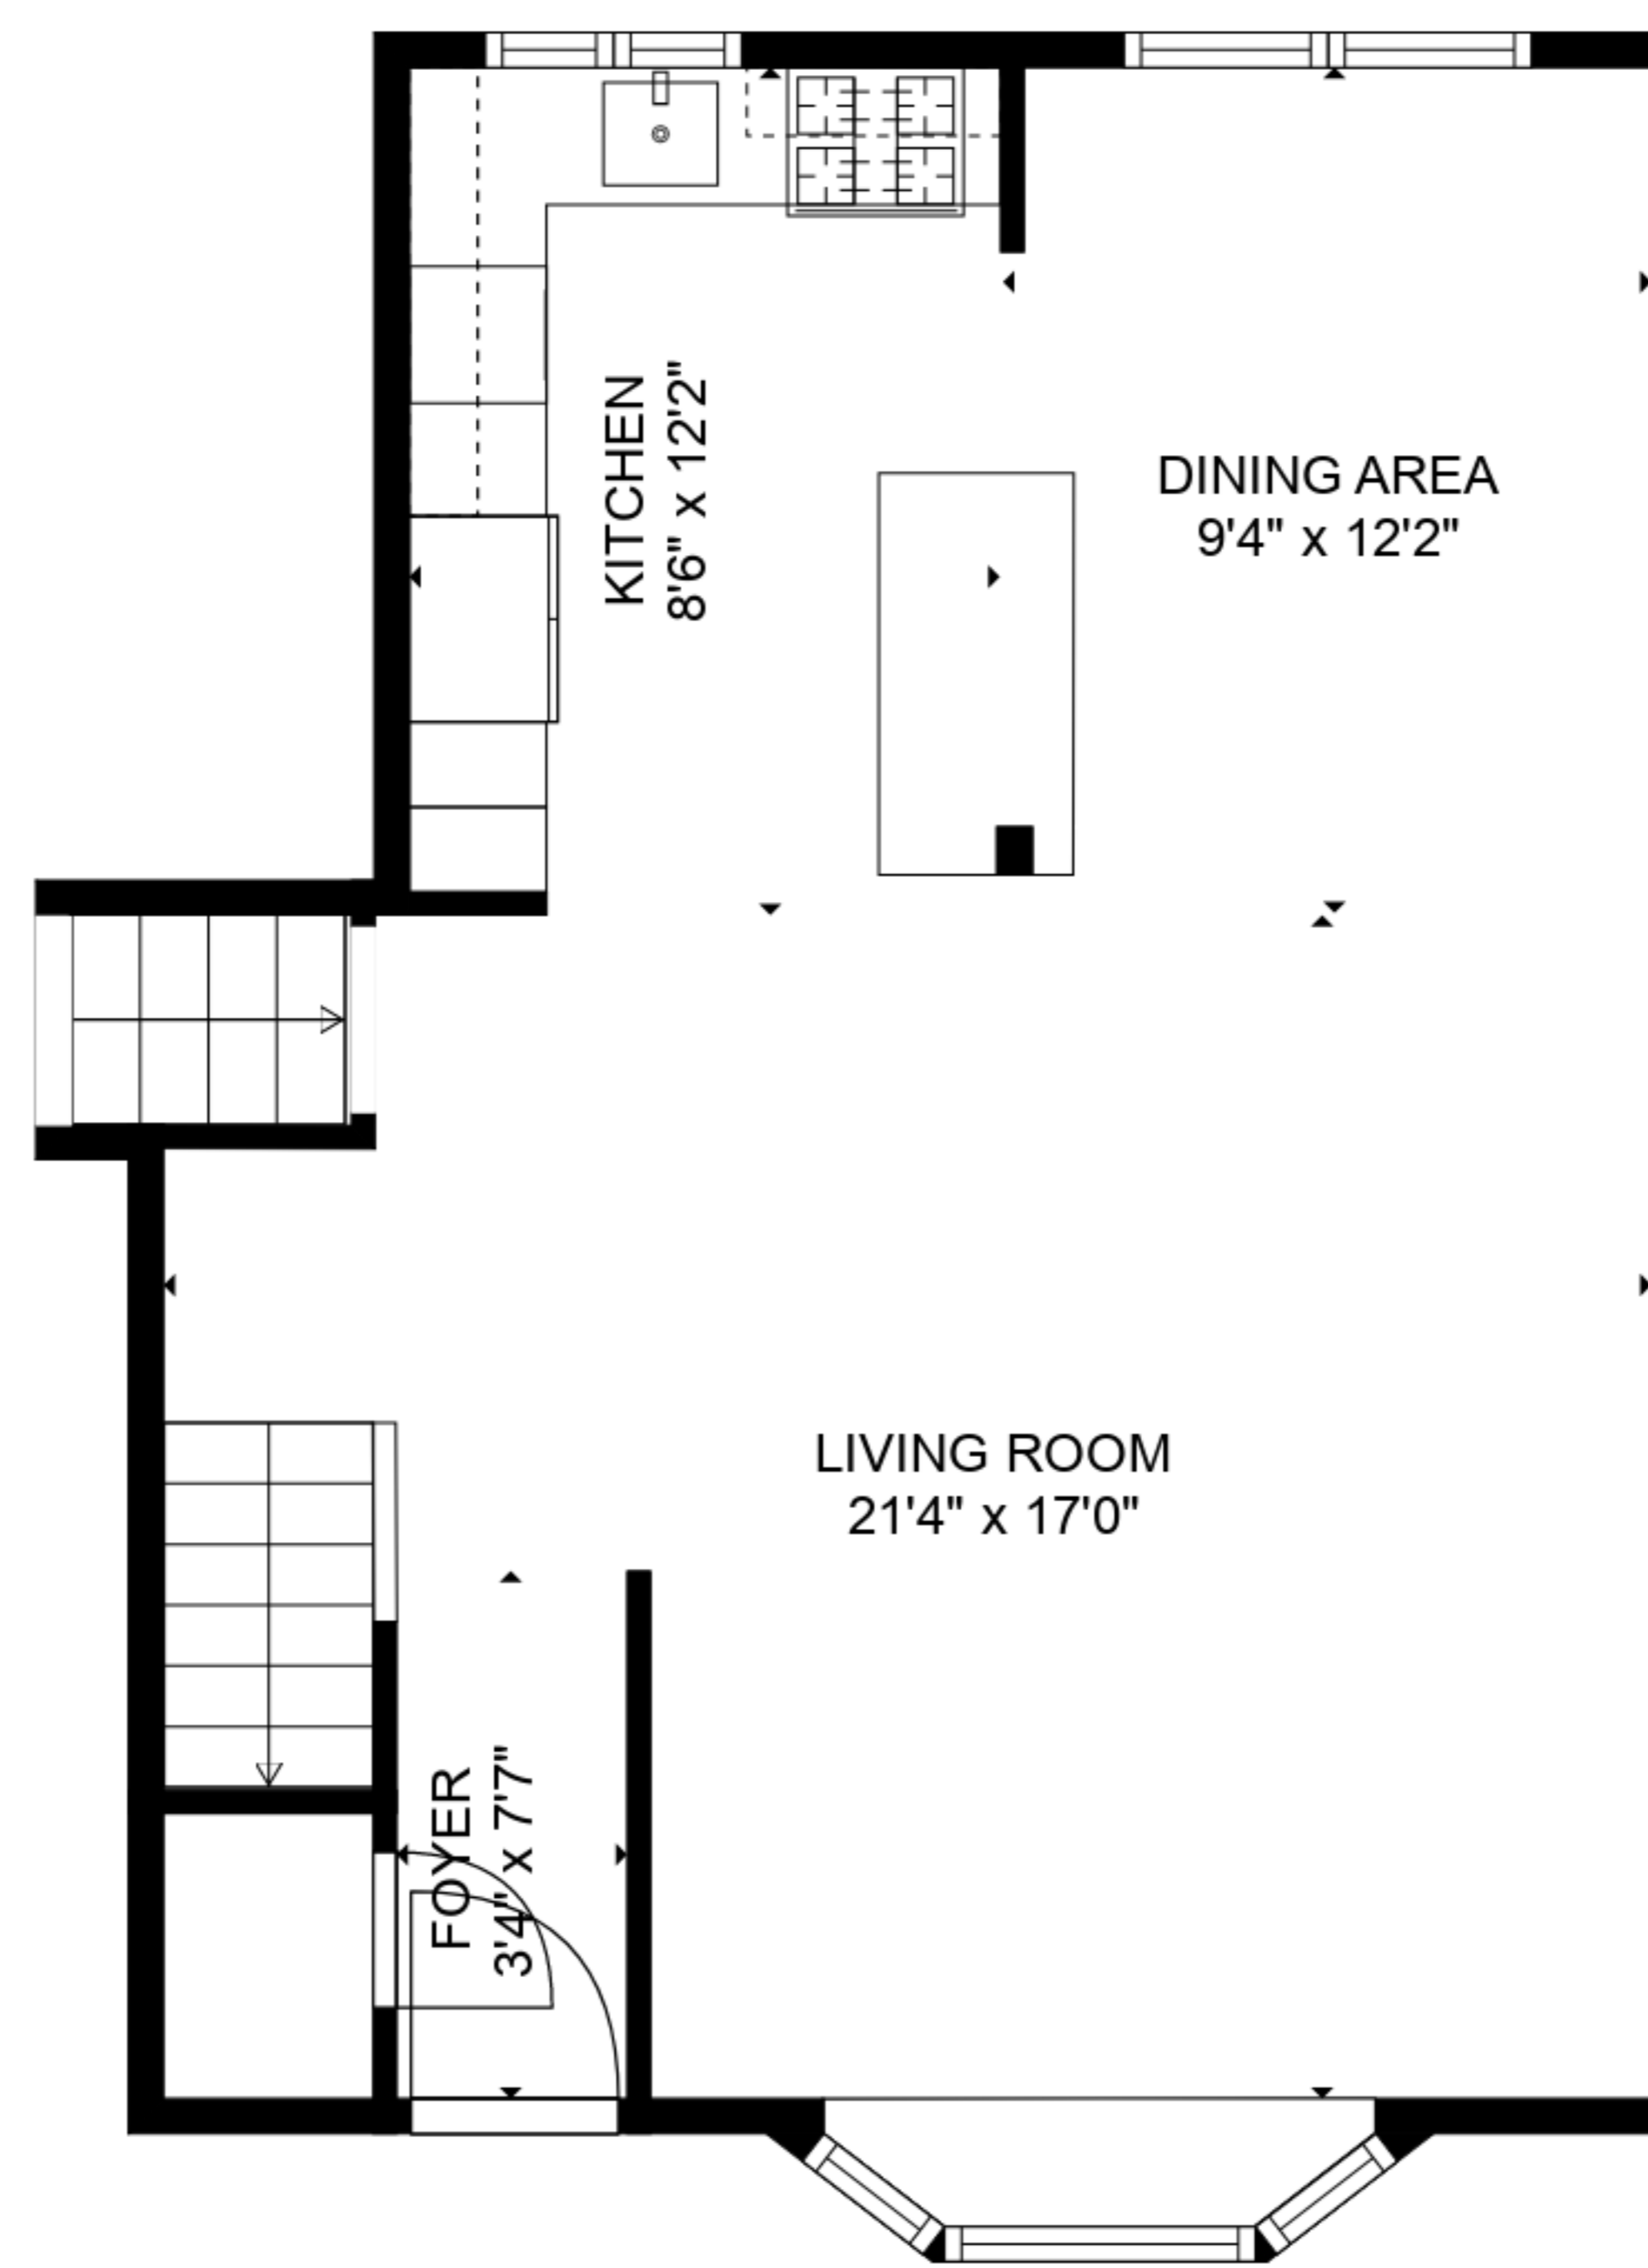 KITCHEN
8'6" x 12'2"
DINING AREA
9'4" x 12'2"
LIVING ROOM
21'4" x 17'0"
FOYER
3'4" x 7'7"